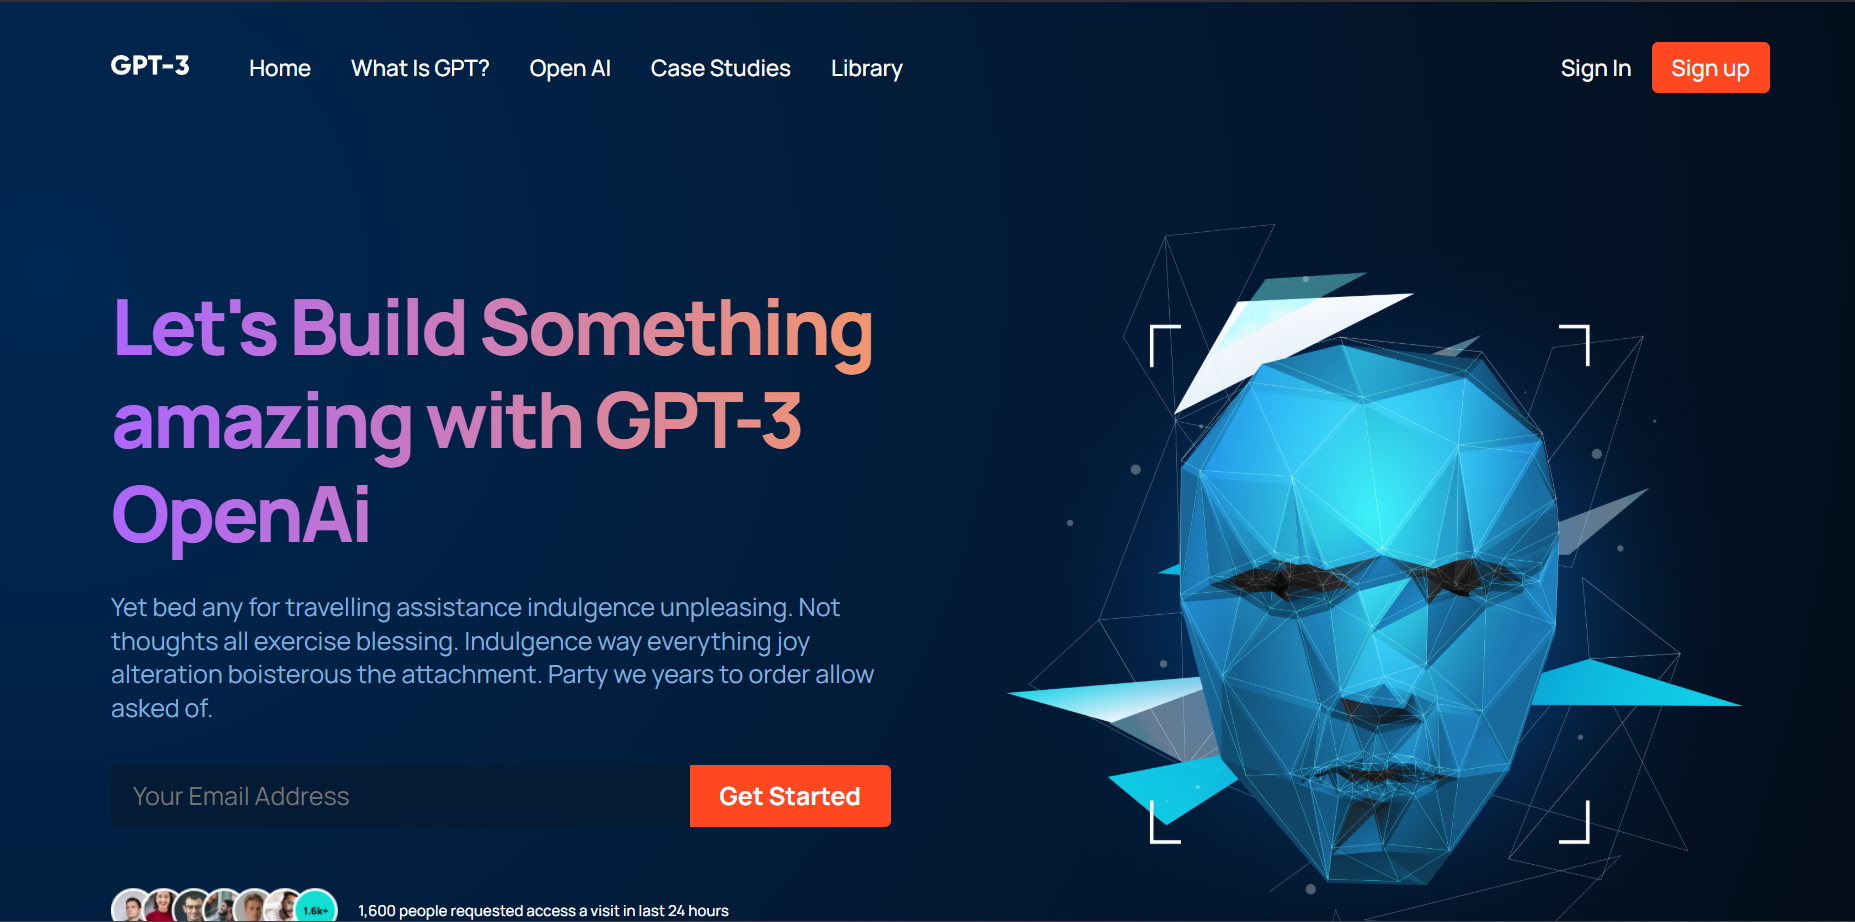 GPT-3
Home
What Is GPT?
Open AI
Case Studies
Library
Sign In
Sign up
Let's Build Something
amazing with GPT-3
OpenAi
Yet bed any for travelling assistance indulgence unpleasing. Not
thoughts all exercise blessing. Indulgence way everything joy
alteration boisterous the attachment. Party we years to order allow
asked of.
Your Email Address
Get Started
1.6k+
1,600 people requested access a visit in last 24 hours